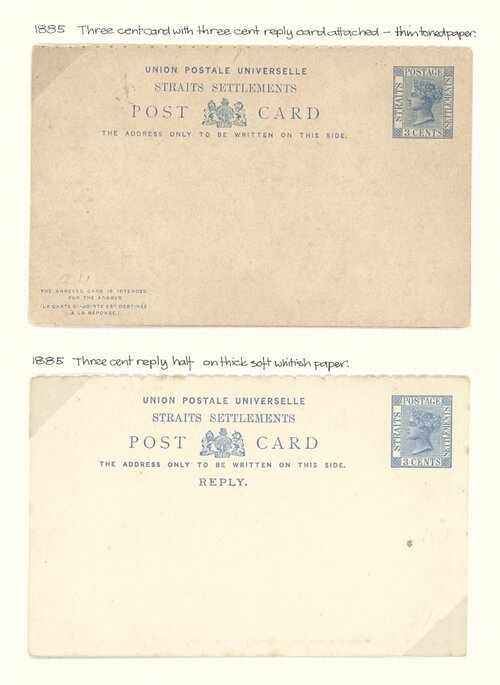 1885 Three cent card with three cent reply card attached – thin toned paper.
UNION POSTALE UNIVERSELLE
STRAITS SETTLEMENTS
POST CARD
THE ADDRESS ONLY TO BE WRITTEN ON THIS SIDE.
POSTAGE
STRAITS
SETTLEMENTS
3 CENTS
THE ANNEXED CARD IS INTENDED
FOR THE ANSWER.
(LA CARTE CI-JOINTE EST DESTINÉE
À LA REPONSE.)
1885 Three cent reply half on thick soft whitish paper.
UNION POSTALE UNIVERSELLE
STRAITS SETTLEMENTS
POST CARD
THE ADDRESS ONLY TO BE WRITTEN ON THIS SIDE.
REPLY.
POSTAGE
STRAITS
SETTLEMENTS
3 CENTS